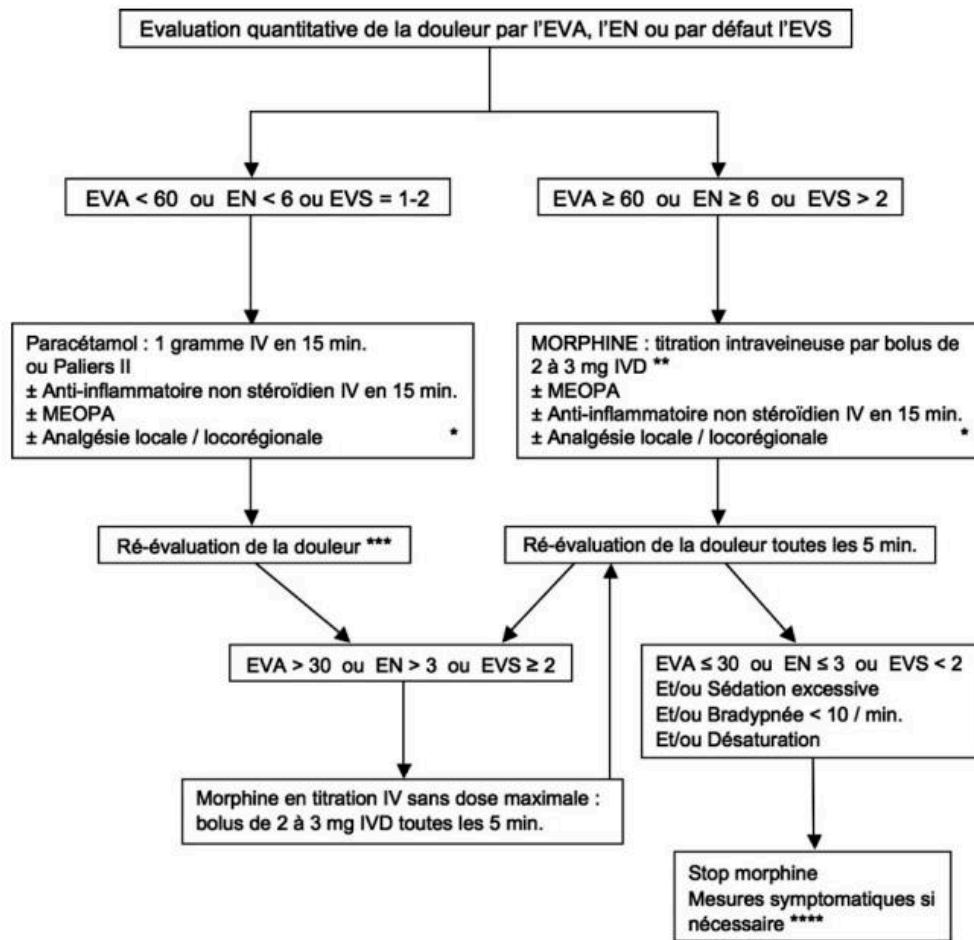 Evaluation quantitative de la douleur par l'EVA, l'EN ou par défaut l'EVS
EVA < 60 ou EN < 6 ou EVS = 1-2
EVA ≥ 60 ou EN ≥ 6 ou EVS > 2
Paracétamol : 1 gramme IV en 15 min.
ou Paliers II
± Anti-inflammatoire non stéroïdien IV en 15 min.
± MEOPA
± Analgésie locale / locorégionale *
MORPHINE : titration intraveineuse par bolus de
2 à 3 mg IVD **
± MEOPA
± Anti-inflammatoire non stéroïdien IV en 15 min.
± Analgésie locale / locorégionale *
Ré-évaluation de la douleur ***
Ré-évaluation de la douleur toutes les 5 min.
EVA > 30 ou EN > 3 ou EVS ≥ 2
EVA ≤ 30 ou EN ≤ 3 ou EVS < 2
Et/ou Sédation excessive
Et/ou Bradypnée < 10 / min.
Et/ou Désaturation
Morphine en titration IV sans dose maximale :
bolus de 2 à 3 mg IVD toutes les 5 min.
Stop morphine
Mesures symptomatiques si
nécessaire ****